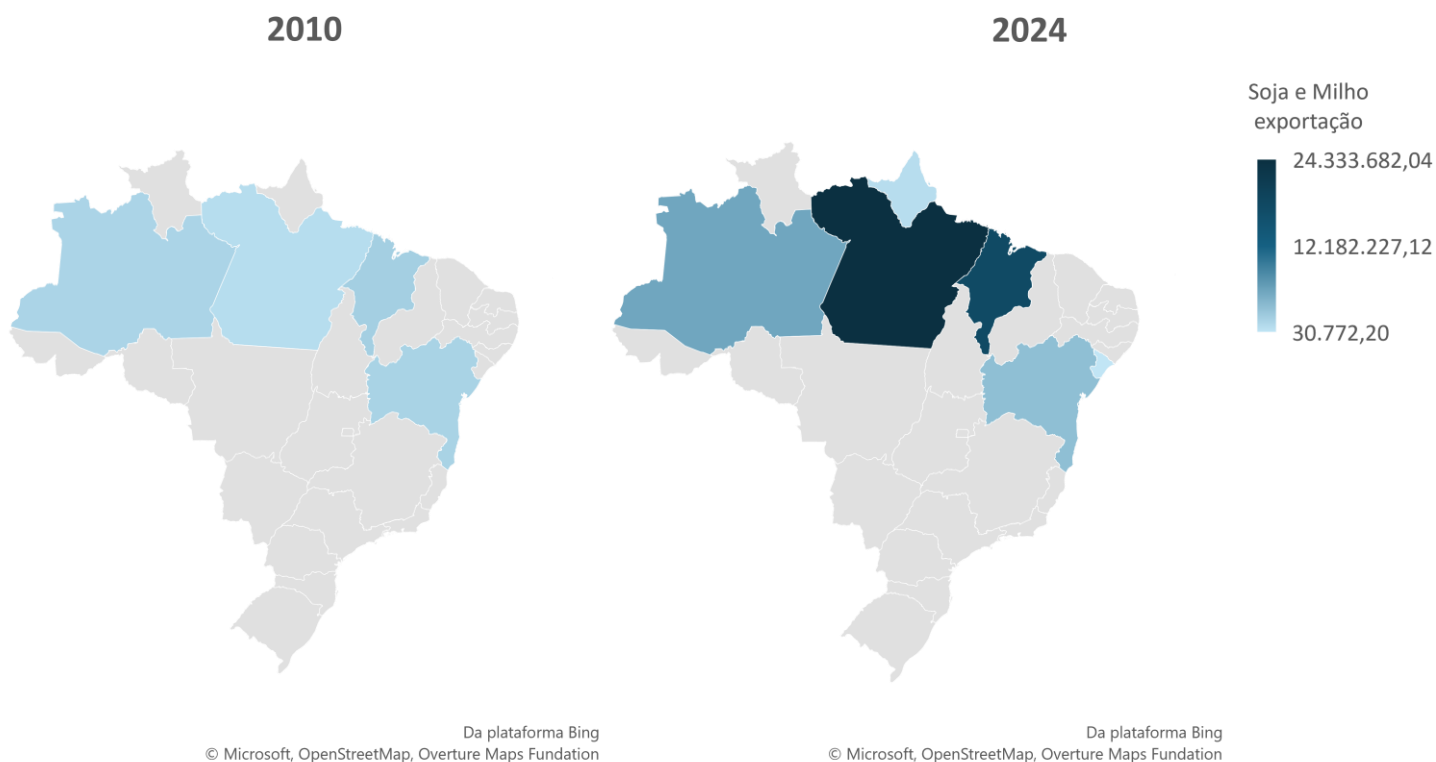 2010
2024
Soja e Milho
exportação
24.333.682,04
12.182.227,12
30.772,20
Da plataforma Bing
© Microsoft, OpenStreetMap, Overture Maps Fundation
Da plataforma Bing
© Microsoft, OpenStreetMap, Overture Maps Fundation